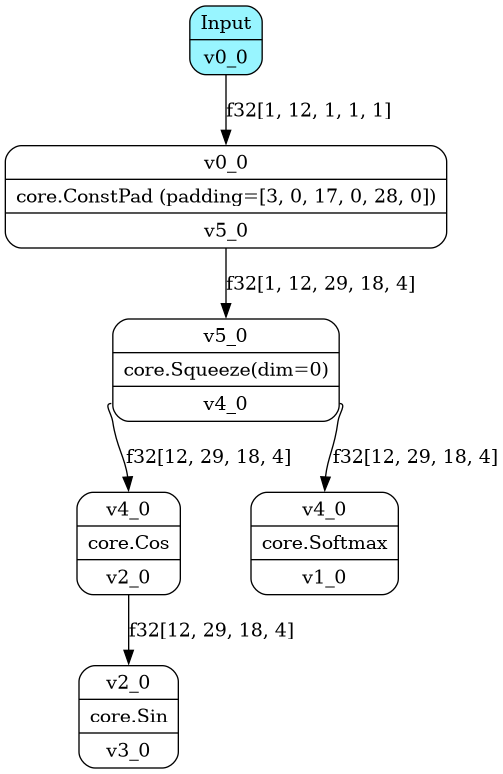 Input
v0_0
f32[1, 12, 1, 1, 1]
v0_0
core.ConstPad (padding=[3, 0, 17, 0, 28, 0])
v5_0
f32[1, 12, 29, 18, 4]
v5_0
core.Squeeze(dim=0)
v4_0
f32[12, 29, 18, 4]
f32[12, 29, 18, 4]
v4_0
core.Cos
v2_0
v4_0
core.Softmax
v1_0
f32[12, 29, 18, 4]
v2_0
core.Sin
v3_0